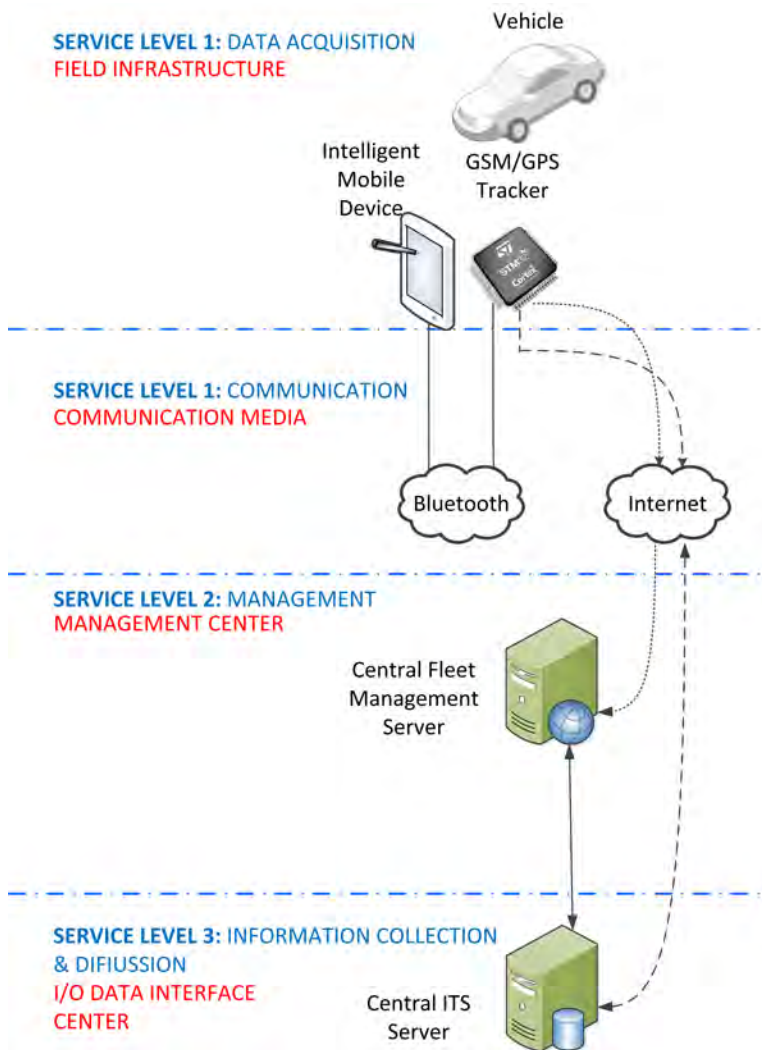 SERVICE LEVEL 1: DATA ACQUISITION
FIELD INFRASTRUCTURE
Vehicle
Intelligent
Mobile
Device
GSM/GPS
Tracker
Cortex
SERVICE LEVEL 1: COMMUNICATION
COMMUNICATION MEDIA
Bluetooth
Internet
SERVICE LEVEL 2: MANAGEMENT
MANAGEMENT CENTER
Central Fleet
Management
Server
SERVICE LEVEL 3: INFORMATION COLLECTION
& DIFIUSSION
I/O DATA INTERFACE
CENTER
Central ITS
Server